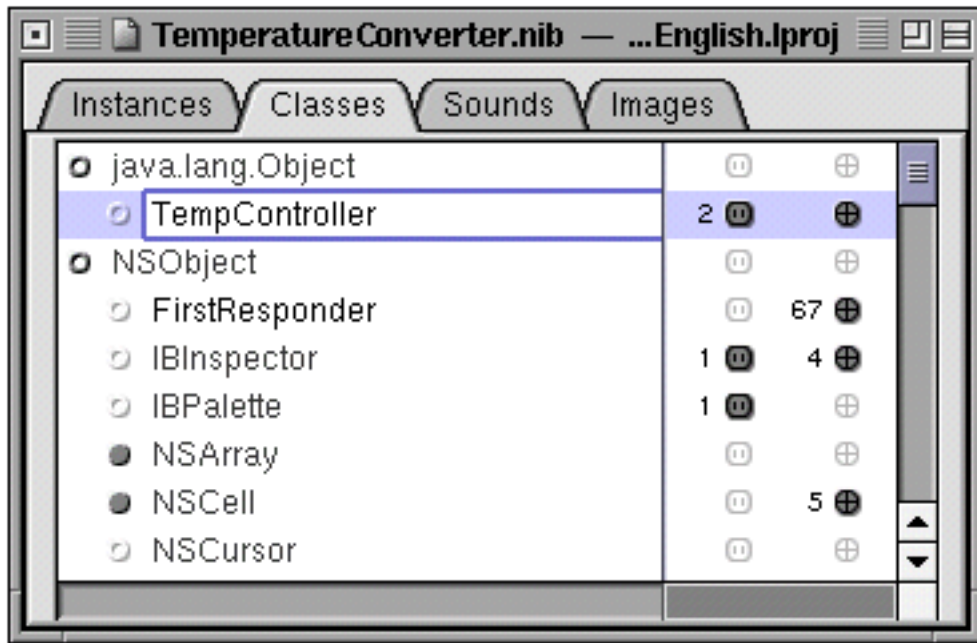 TemperatureConverter.nib — ...English.lproj
Instances Classes Sounds Images
java.lang.Object
TempController 2
NSObject
FirstResponder 67
IBInspector 1 4
IBPalette 1
NSArray
NSCell 5
NSCursor